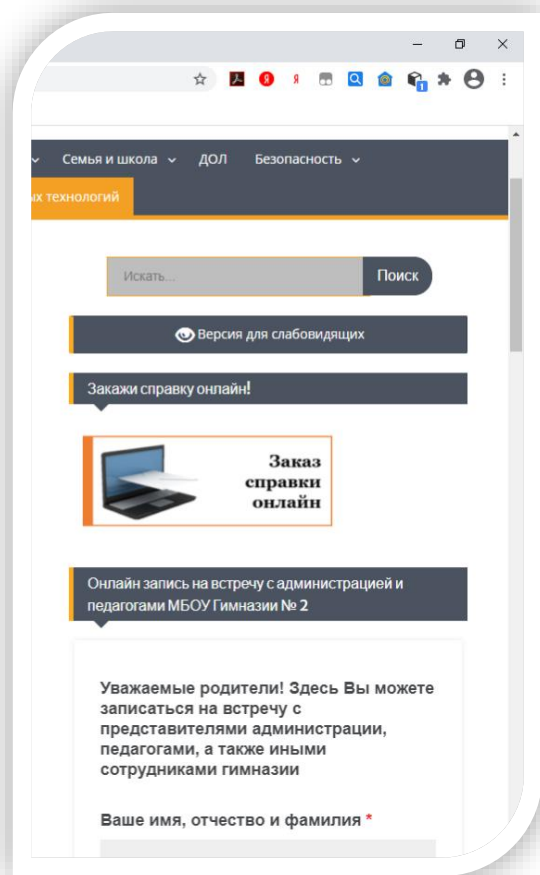 1
Семья и школа ДОЛ Безопасность
ых технологий
Искать... Поиск
Версия для слабовидящих
Закажи справку онлайн!
Заказ
справки
онлайн
Онлайн запись на встречу с администрацией и
педагогами МБОУ Гимназии № 2
Уважаемые родители! Здесь Вы можете
записаться на встречу с
представителями администрации,
педагогами, а также иными
сотрудниками гимназии
Ваше имя, отчество и фамилия *